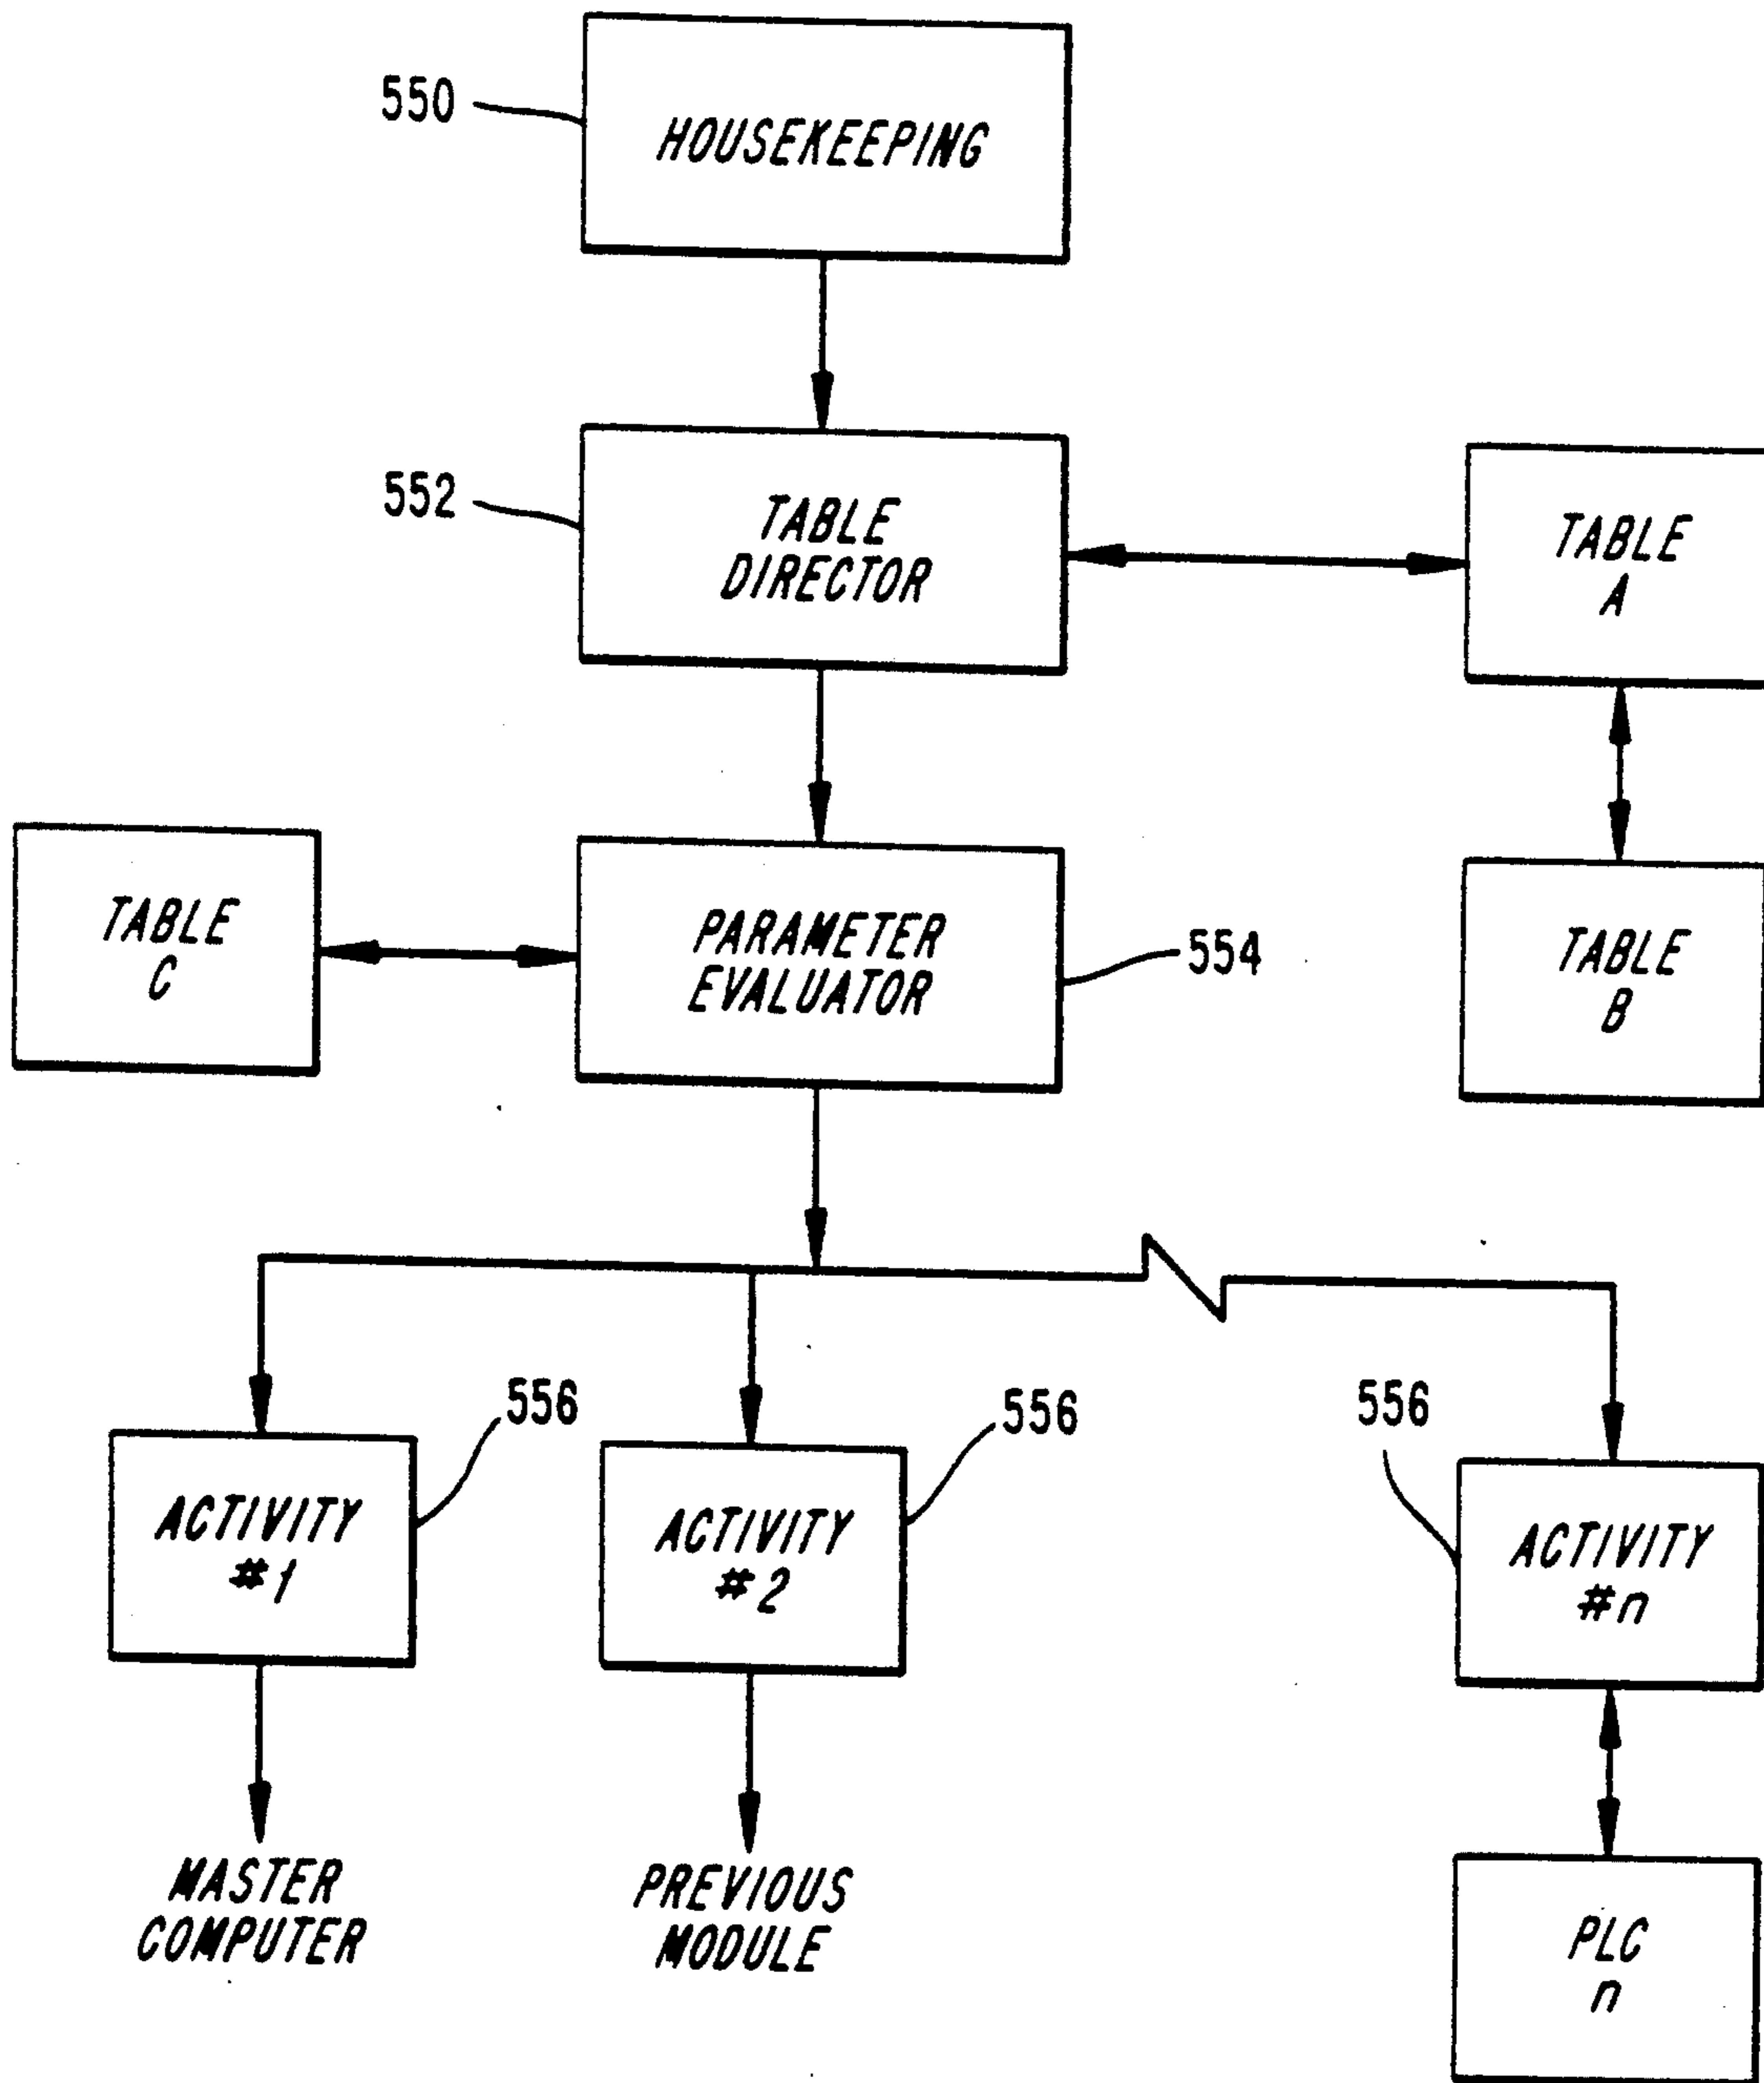 550
HOUSEKEEPING
552
TABLE
DIRECTOR
TABLE
A
TABLE
C
PARAMETER
EVALUATOR
554
TABLE
B
556
556
556
ACTIVITY
#1
ACTIVITY
#2
ACTIVITY
#n
MASTER
COMPUTER
PREVIOUS
MODULE
PLC
n